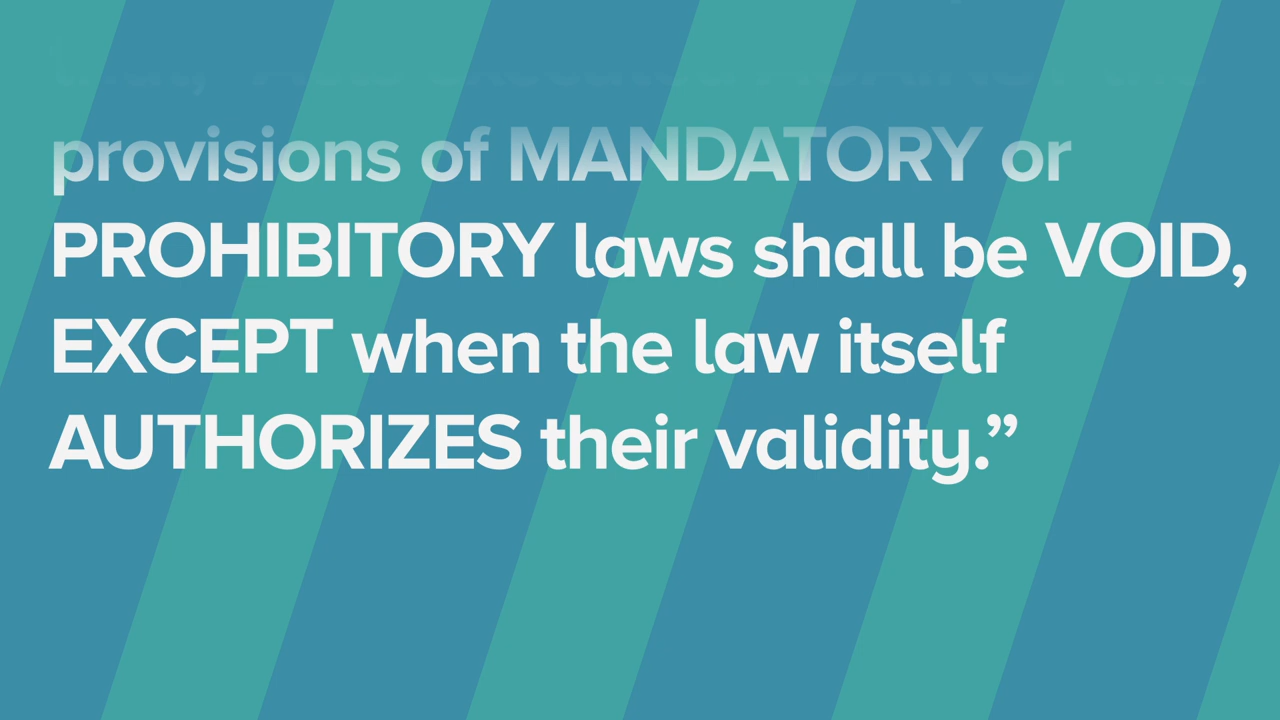 provisions of MANDATORY or
PROHIBITORY laws shall be VOID,
EXCEPT when the law itself
AUTHORIZES their validity.”